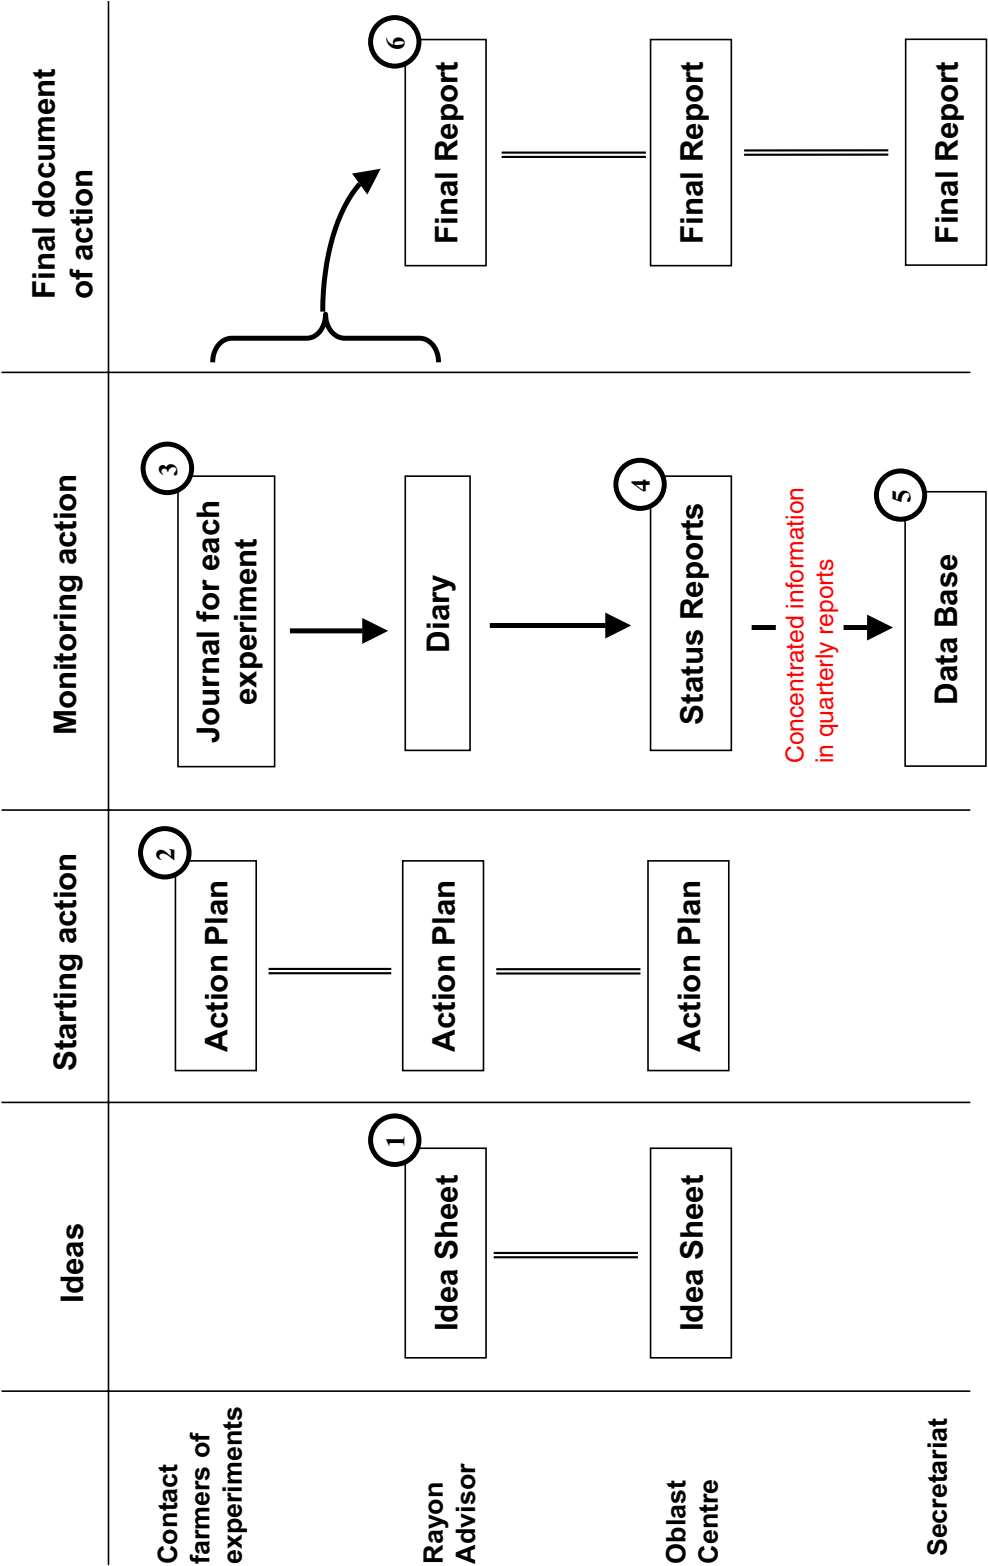 Ideas
Starting action
Monitoring action
Final document
of action
Contact
farmers of
experiments
2
Action Plan
3
Journal for each
experiment
Rayon
Advisor
1
Idea Sheet
Action Plan
Diary
6
Final Report
Oblast
Centre
Idea Sheet
Action Plan
4
Status Reports
Final Report
Concentrated information
in quarterly reports
Secretariat
5
Data Base
Final Report